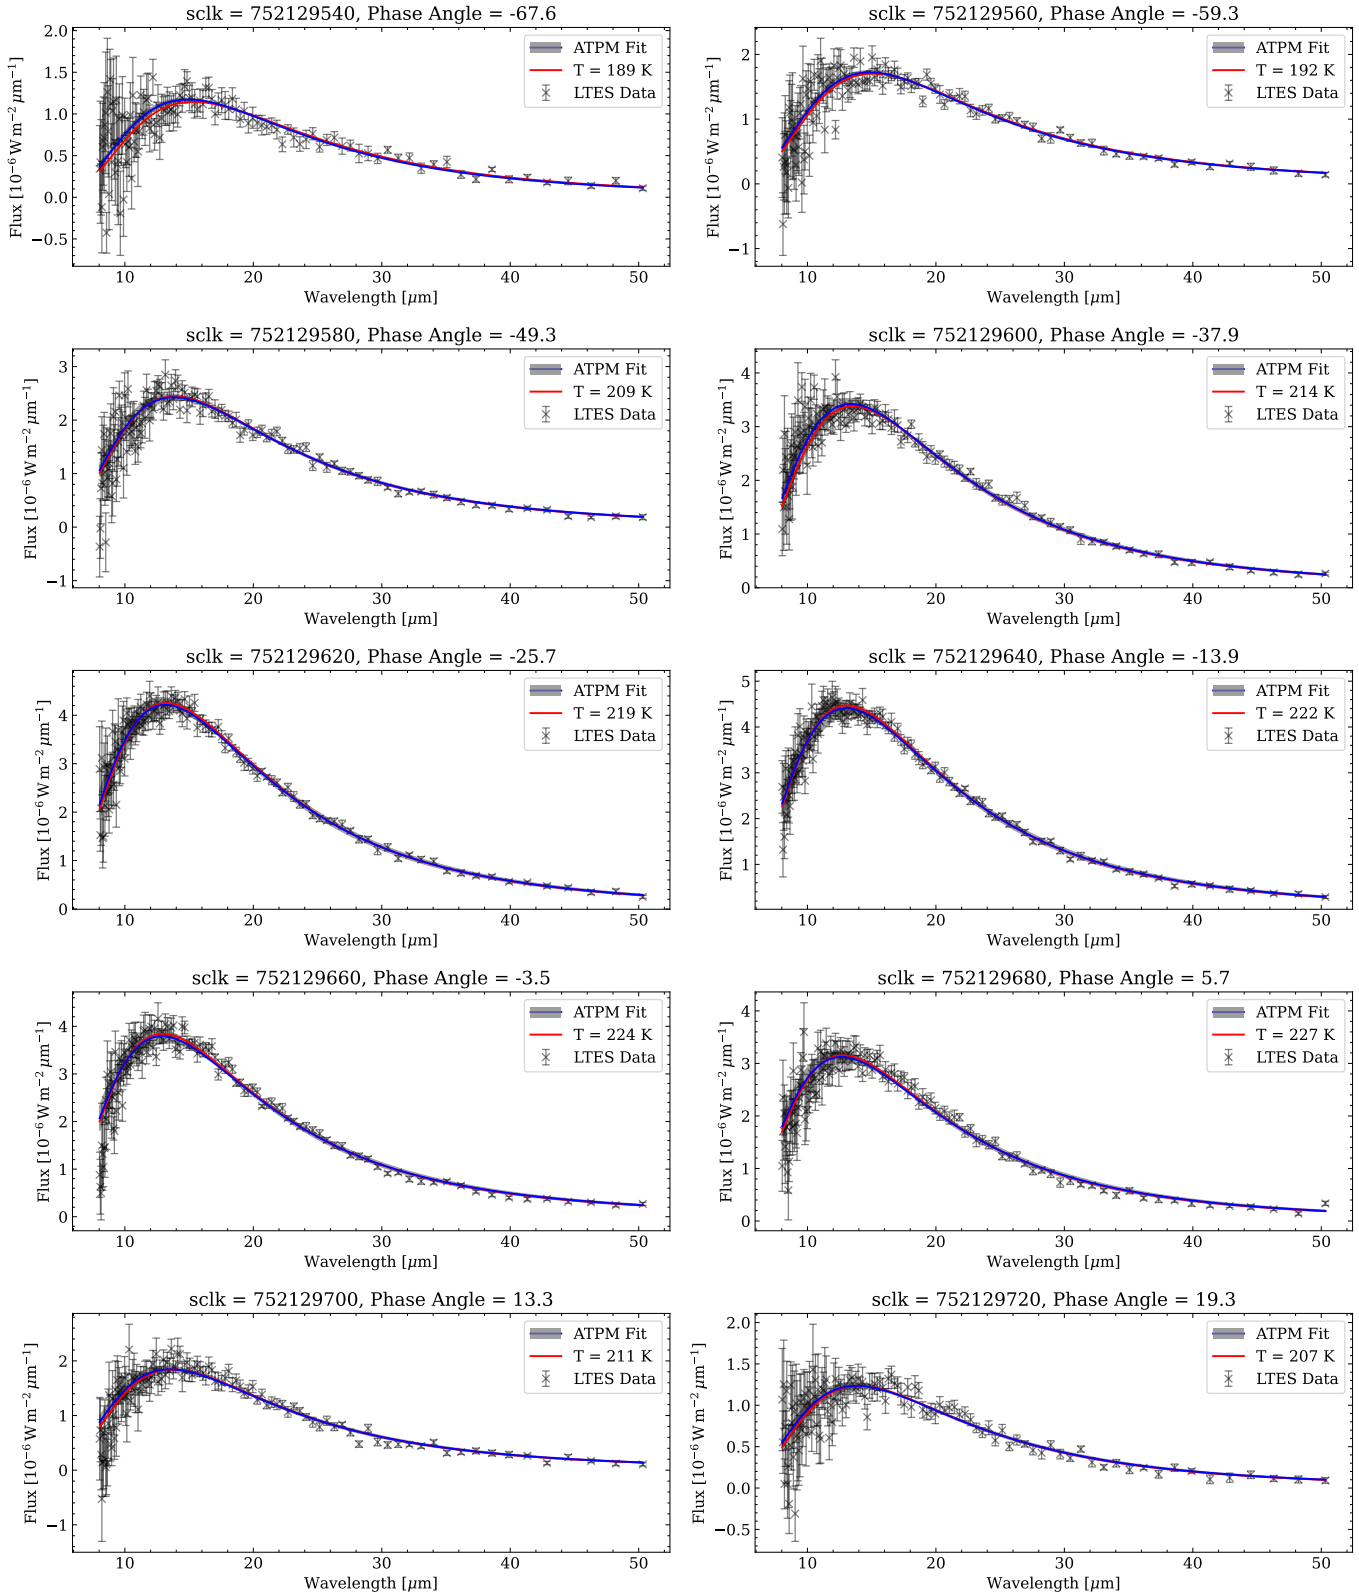 sclk = 752129540, Phase Angle = -67.6
Flux [10⁻⁶ W m⁻² μm⁻¹]
2.0
1.5
1.0
0.5
0.0
−0.5
ATPM Fit
T = 189 K
LTES Data
10 20 30 40 50
Wavelength [μm]
sclk = 752129560, Phase Angle = -59.3
Flux [10⁻⁶ W m⁻² μm⁻¹]
2
1
0
−1
ATPM Fit
T = 192 K
LTES Data
10 20 30 40 50
Wavelength [μm]
sclk = 752129580, Phase Angle = -49.3
Flux [10⁻⁶ W m⁻² μm⁻¹]
3
2
1
0
−1
ATPM Fit
T = 209 K
LTES Data
10 20 30 40 50
Wavelength [μm]
sclk = 752129600, Phase Angle = -37.9
Flux [10⁻⁶ W m⁻² μm⁻¹]
4
3
2
1
0
ATPM Fit
T = 214 K
LTES Data
10 20 30 40 50
Wavelength [μm]
sclk = 752129620, Phase Angle = -25.7
Flux [10⁻⁶ W m⁻² μm⁻¹]
4
3
2
1
0
ATPM Fit
T = 219 K
LTES Data
10 20 30 40 50
Wavelength [μm]
sclk = 752129640, Phase Angle = -13.9
Flux [10⁻⁶ W m⁻² μm⁻¹]
5
4
3
2
1
ATPM Fit
T = 222 K
LTES Data
10 20 30 40 50
Wavelength [μm]
sclk = 752129660, Phase Angle = -3.5
Flux [10⁻⁶ W m⁻² μm⁻¹]
4
3
2
1
0
ATPM Fit
T = 224 K
LTES Data
10 20 30 40 50
Wavelength [μm]
sclk = 752129680, Phase Angle = 5.7
Flux [10⁻⁶ W m⁻² μm⁻¹]
4
3
2
1
0
ATPM Fit
T = 227 K
LTES Data
10 20 30 40 50
Wavelength [μm]
sclk = 752129700, Phase Angle = 13.3
Flux [10⁻⁶ W m⁻² μm⁻¹]
2
1
0
−1
ATPM Fit
T = 211 K
LTES Data
10 20 30 40 50
Wavelength [μm]
sclk = 752129720, Phase Angle = 19.3
Flux [10⁻⁶ W m⁻² μm⁻¹]
2.0
1.5
1.0
0.5
0.0
−0.5
ATPM Fit
T = 207 K
LTES Data
10 20 30 40 50
Wavelength [μm]